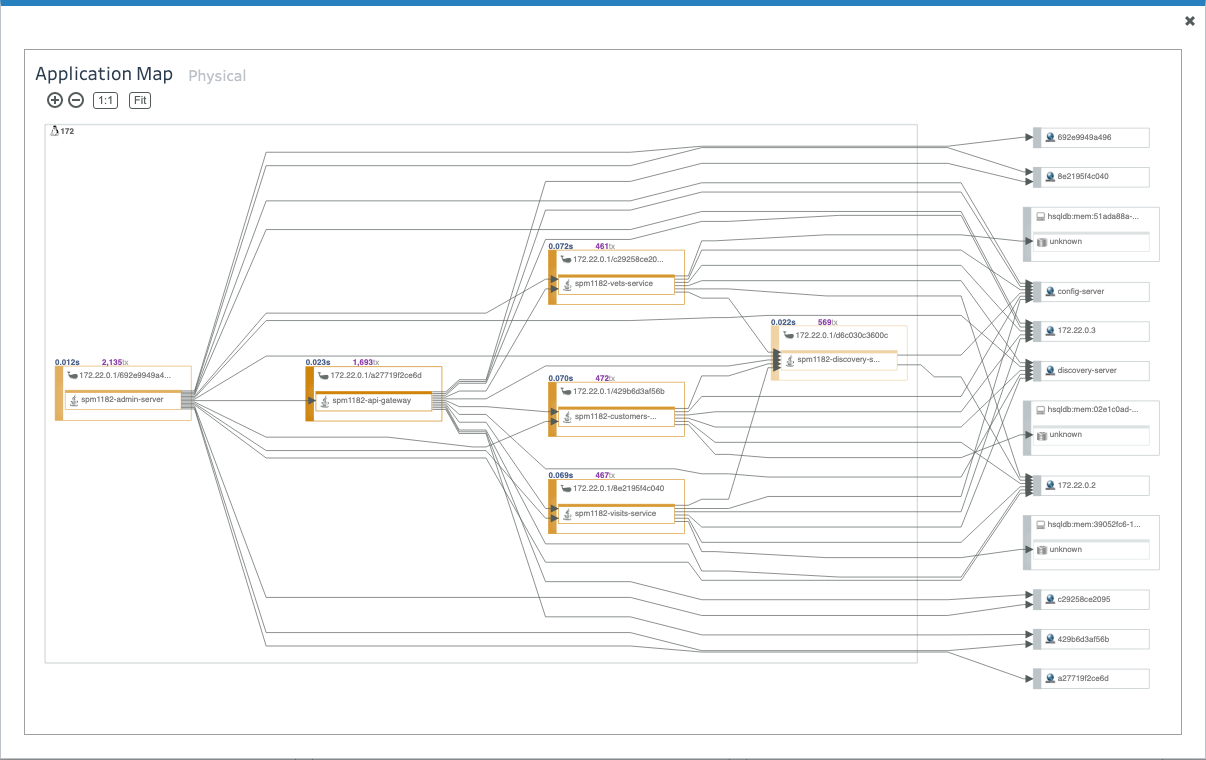 Application Map Physical
1:1 Fit
172
0.012s 2,135tx
172.22.0.1/692e9949a4...
spm1182-admin-server
0.023s 1,693tx
172.22.0.1/a27719f2ce6d
spm1182-api-gateway
0.072s 461tx
172.22.0.1/c29258ce20...
spm1182-vets-service
0.070s 472tx
172.22.0.1/429b6d3af56b
spm1182-customers-...
0.069s 467tx
172.22.0.1/8e2195f4c040
spm1182-visits-service
0.022s 569tx
172.22.0.1/d6c030c3600c
spm1182-discovery-s...
692e9949a496
8e2195f4c040
hsqldb:mem:51ada88a-...
unknown
config-server
172.22.0.3
discovery-server
hsqldb:mem:02e1c0ad-...
unknown
172.22.0.2
hsqldb:mem:39052fc6-1...
unknown
c29258ce2095
429b6d3af56b
a27719f2ce6d